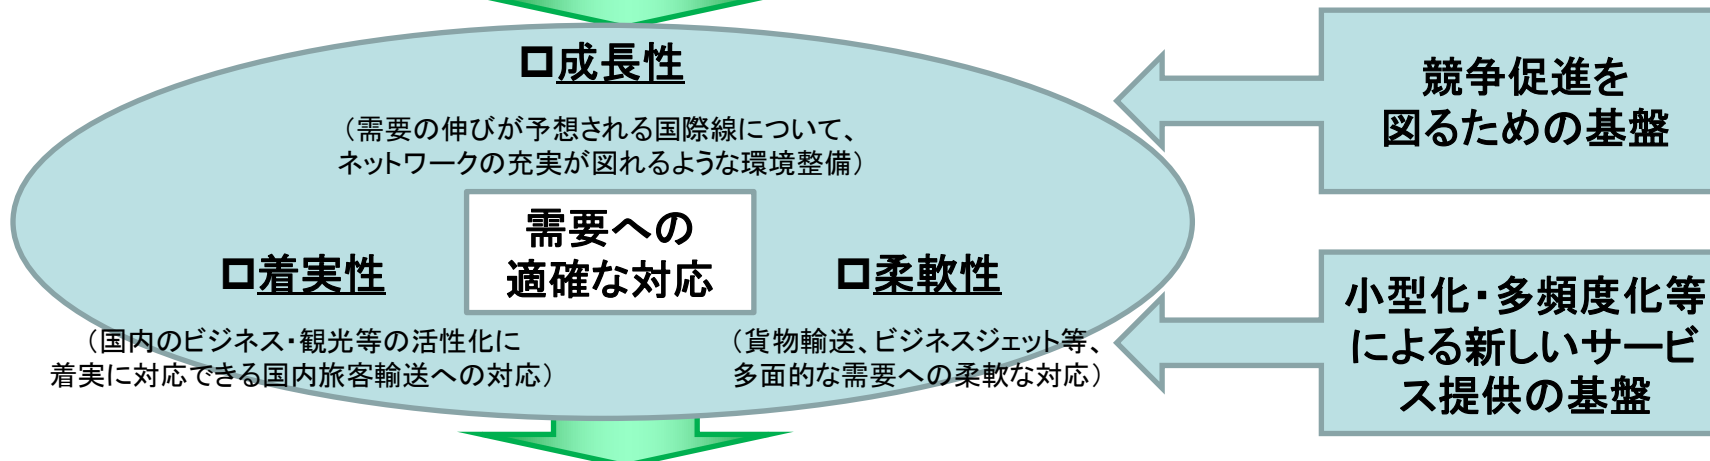 □成長性
（需要の伸びが予想される国際線について、
ネットワークの充実が図れるような環境整備）
需要への
適確な対応
□着実性
（国内のビジネス・観光等の活性化に
着実に対応できる国内旅客輸送への対応）
□柔軟性
（貨物輸送、ビジネスジェット等、
多面的な需要への柔軟な対応）
競争促進を
図るための基盤
小型化・多頻度化等
による新しいサービ
ス提供の基盤